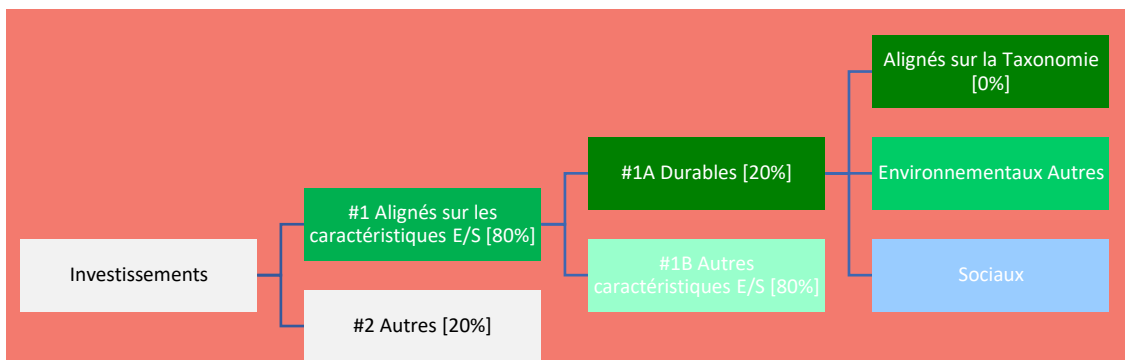 Investissements
#1 Alignés sur les
caractéristiques E/S [80%]
#2 Autres [20%]
#1A Durables [20%]
#1B Autres
caractéristiques E/S [80%]
Alignés sur la Taxonomie
[0%]
Environnementaux Autres
Sociaux